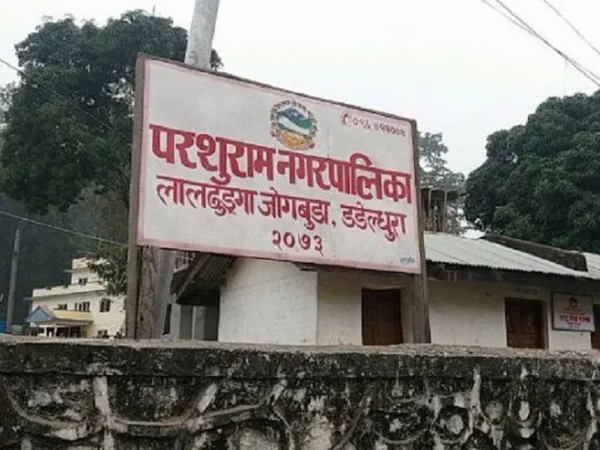 परशुराम नगरपालिका
लालढुङ्गा जोगबुडा, डडेल्धुरा
२०७३